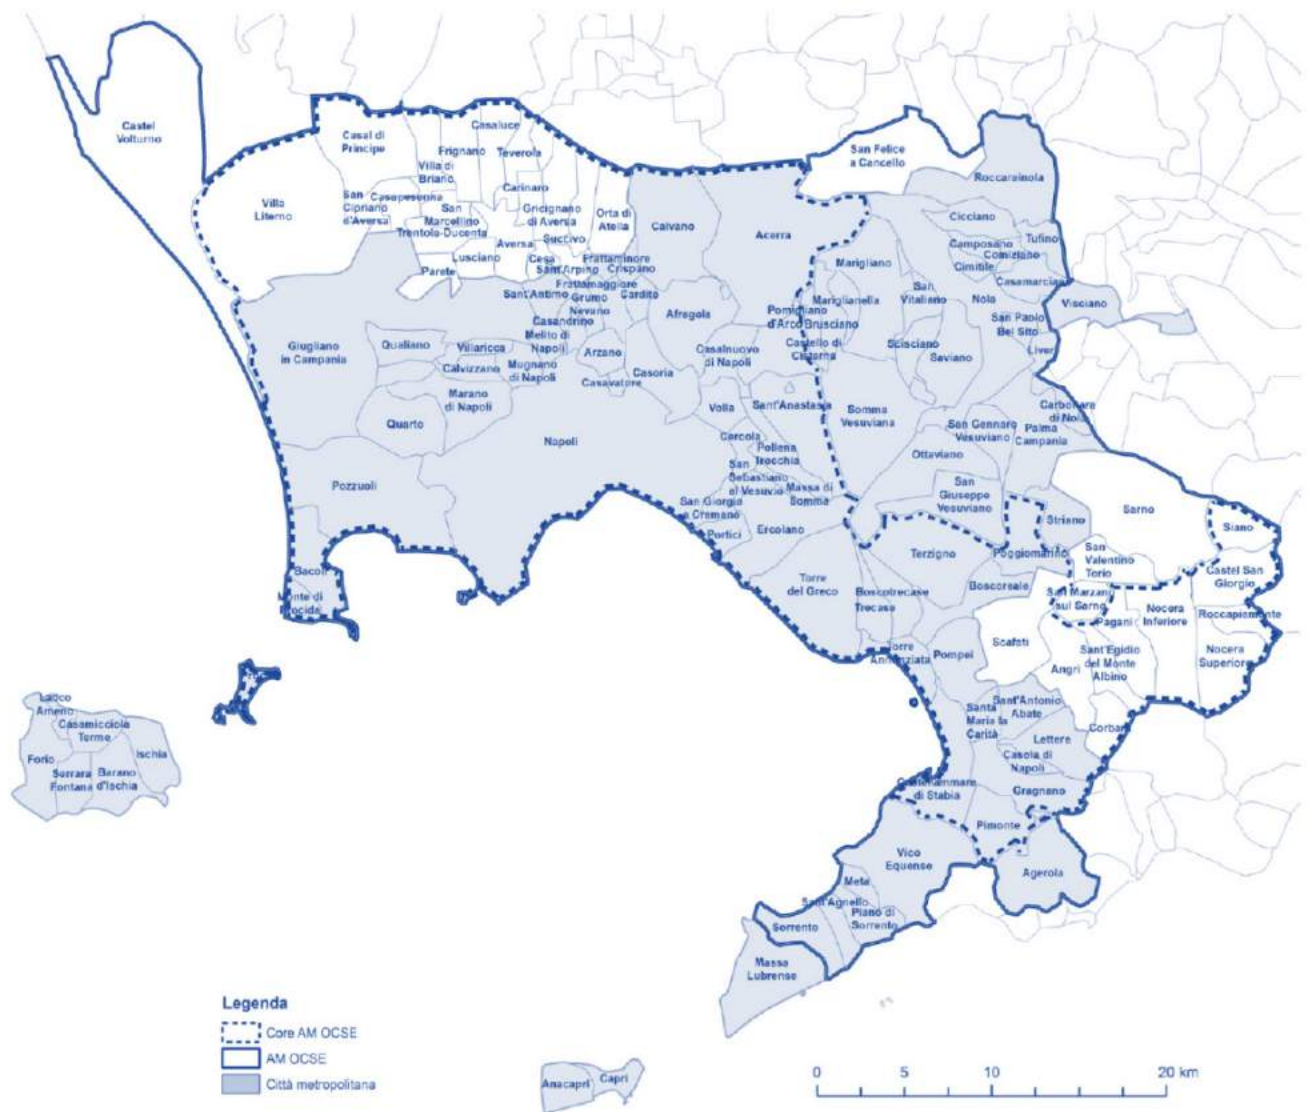 Castel
Volturno
Casal di
Principe
Casaluce
Frignano
Teverola
Villa di
Briano
San Felice
a Cancello
Roccarainola
Villa
Literno
San
Cipriano
d'Aversa
Casapesenna
Carinaro
San
Marcellino
Gricignano
di Aversa
Orta di
Atella
Trentola-Ducenta
Aversa
Succivo
Lusciano
Cesa
Parete
Sant'Arpino
Frattaminore
Crispano
Caivano
Acerra
Cicciano
Tufino
Camposano
Comiziano
Cimitile
Casamarciano
Marigliano
Visciano
Sant'Antimo
Frattamaggiore
Grumo
Nevano
Cardito
Afragola
Pomigliano
d'Arco
Brusciano
Mariglianella
San
Vitaliano
Nola
San Paolo
Bel Sito
Liver
Casandrino
Melito di
Napoli
Giugliano
in Campania
Qualiano
Villaricca
Calvizzano
Mugnano
di Napoli
Arzano
Casavatore
Casoria
Casalnuovo
di Napoli
Castello di
Cisterna
Scisciano
Saviano
Marano
di Napoli
Quarto
Napoli
Volla
Sant'Anastasia
Somma
Vesuviana
Carbonara
di Nola
San Gennaro
Vesuviano
Palma
Campania
Cercola
Pollena
Trocchia
Ottaviano
San
Sebastiano
al Vesuvio
Massa di
Somma
San
Giuseppe
Vesuviano
Pozzuoli
San Giorgio
a Cremano
Portici
Ercolano
Sarno
Siano
Striano
Terzigno
Poggiomarino
San
Valentino
Torio
Castel San
Giorgio
Bacoli
Monte di
Procida
Torre
del Greco
Boscotrecase
Trecase
Boscoreale
San Marzano
sul Sarno
Pagani
Nocera
Inferiore
Roccapiemonte
Scafati
Nocera
Superiore
Torre
Annunziata
Pompei
Angri
Sant'Egidio
del Monte
Albino
Lacco
Ameno
Casamicciola
Terme
Forio
Serrara
Fontana
Barano
d'Ischia
Ischia
Santa
Maria la
Carità
Sant'Antonio
Abate
Corbara
Lettere
Casola di
Napoli
Castellammare
di Stabia
Gragnano
Pimonte
Vico
Equense
Agerola
Meta
Sant'Agnello
Piano di
Sorrento
Sorrento
Massa
Lubrense
Anacapri
Capri
Legenda
Core AM OCSE
AM OCSE
Città metropolitana
0 5 10 20 km